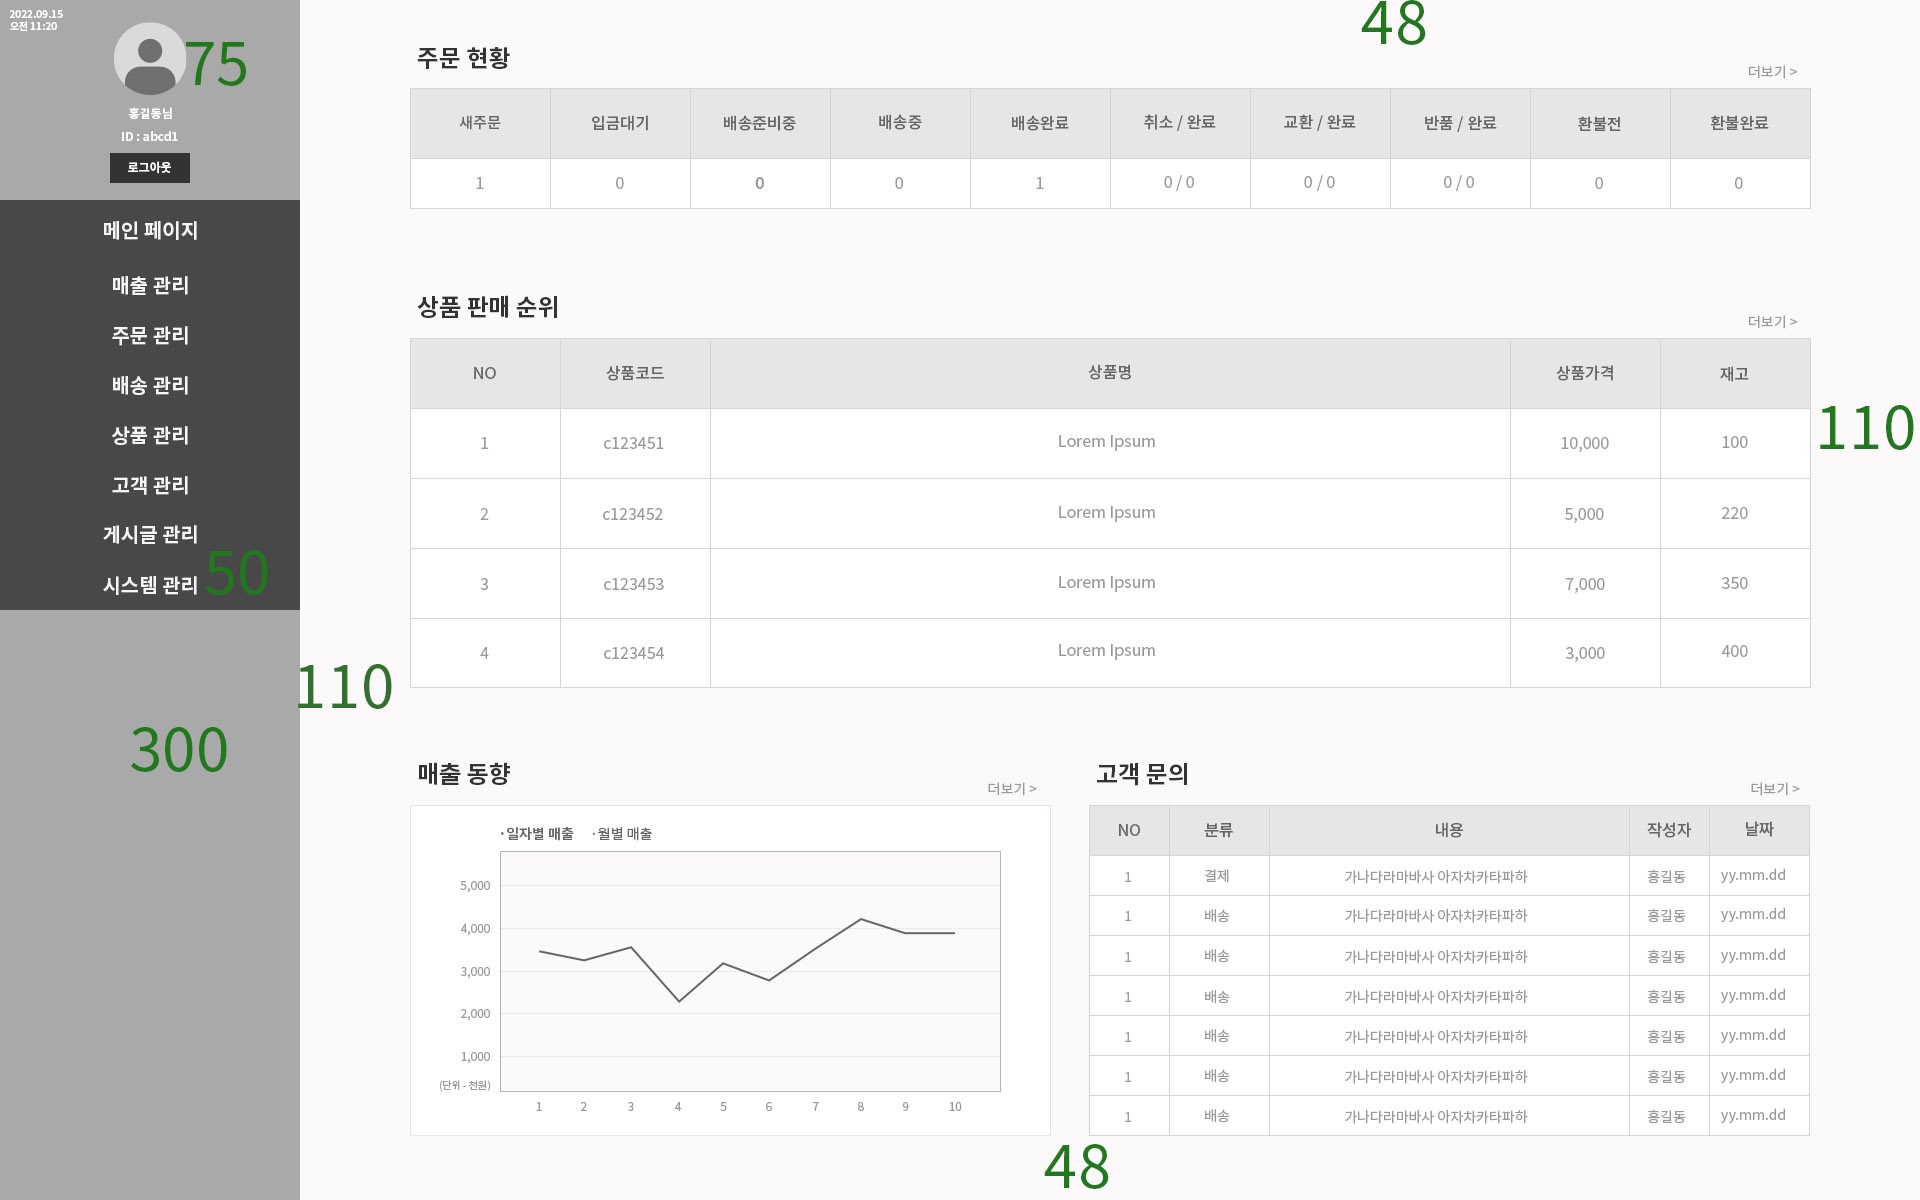 2022.09.15
오전 11:20
75
홍길동님
ID : abcd1
로그아웃
메인 페이지
매출 관리
주문 관리
배송 관리
상품 관리
고객 관리
게시글 관리
시스템 관리
50
300
110
48
주문 현황
더보기 >
새주문 입금대기 배송준비중 배송중 배송완료 취소 / 완료 교환 / 완료 반품 / 완료 환불전 환불완료
1 0 0 0 1 0 / 0 0 / 0 0 / 0 0 0
상품 판매 순위
더보기 >
NO 상품코드 상품명 상품가격 재고
1 c123451 Lorem Ipsum 10,000 100
2 c123452 Lorem Ipsum 5,000 220
3 c123453 Lorem Ipsum 7,000 350
4 c123454 Lorem Ipsum 3,000 400
110
매출 동향
더보기 >
·일자별 매출 ·월별 매출
5,000
4,000
3,000
2,000
1,000
(단위 - 천원)
1 2 3 4 5 6 7 8 9 10
고객 문의
더보기 >
NO 분류 내용 작성자 날짜
1 결제 가나다라마바사 아자차카타파하 홍길동 yy.mm.dd
1 배송 가나다라마바사 아자차카타파하 홍길동 yy.mm.dd
1 배송 가나다라마바사 아자차카타파하 홍길동 yy.mm.dd
1 배송 가나다라마바사 아자차카타파하 홍길동 yy.mm.dd
1 배송 가나다라마바사 아자차카타파하 홍길동 yy.mm.dd
1 배송 가나다라마바사 아자차카타파하 홍길동 yy.mm.dd
1 배송 가나다라마바사 아자차카타파하 홍길동 yy.mm.dd
48